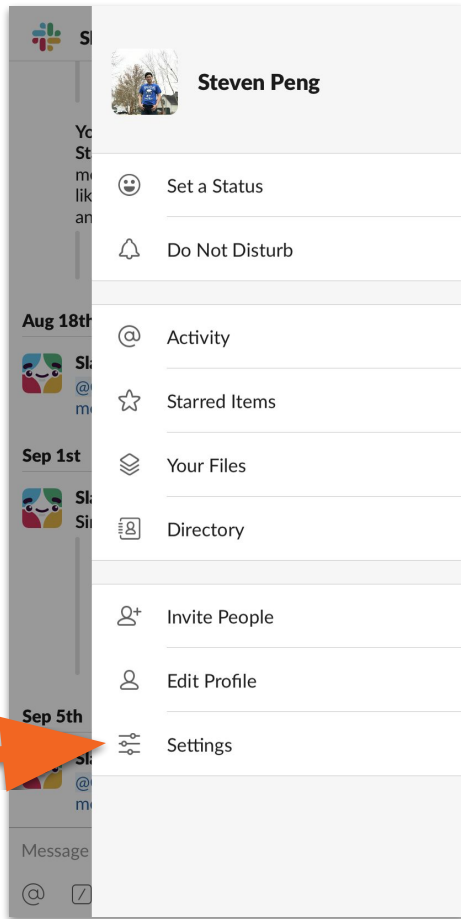 Steven Peng
Set a Status
Do Not Disturb
Aug 18th
Activity
Starred Items
Sep 1st
Your Files
Directory
Invite People
Edit Profile
Sep 5th
Settings
Message